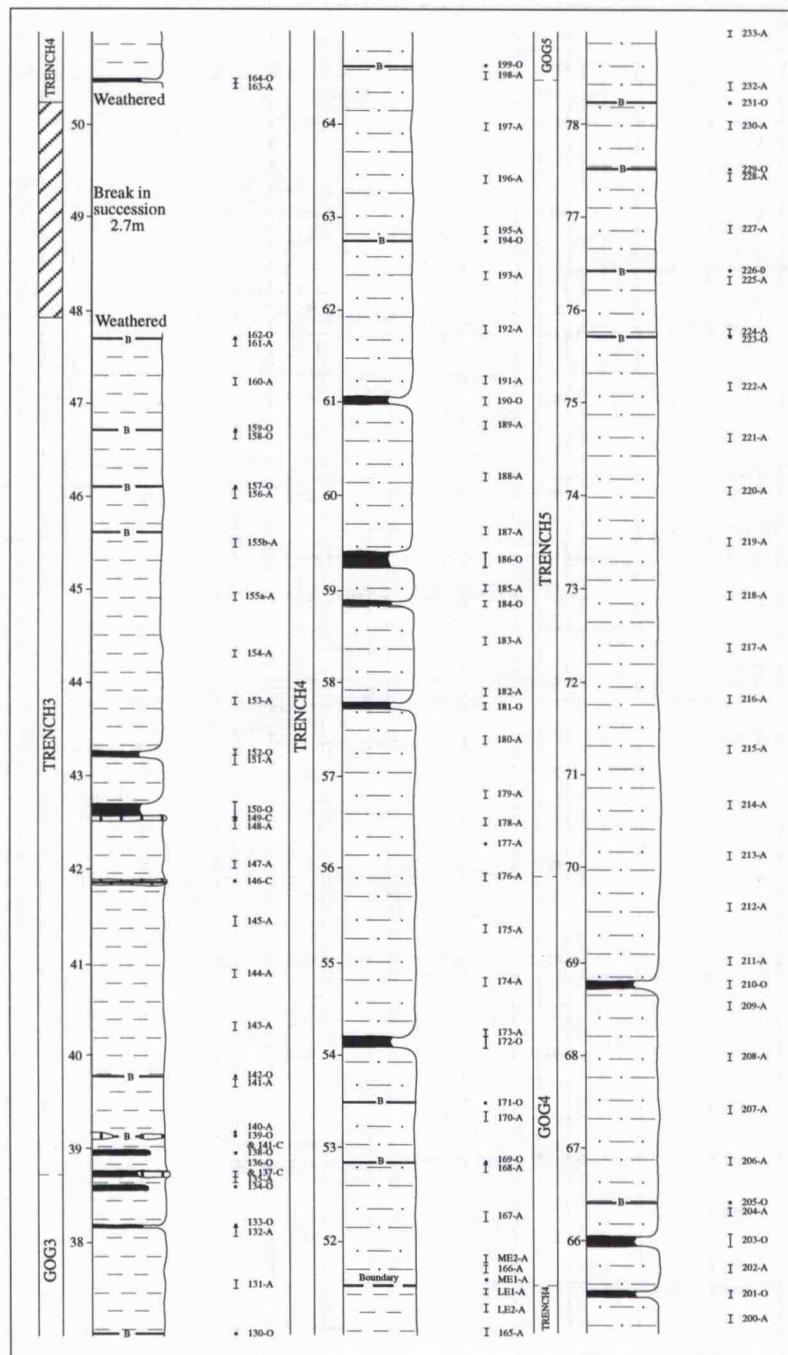 TRENCH4
50
49
48
47
46
45
44
43
42
41
40
39
38
TRENCH3
GOG3
Weathered
Break in
succession
2.7m
Weathered
B
B
B
B
B
B
B
164-O
163-A
162-O
161-A
160-A
159-O
158-O
157-O
156-A
155b-A
155a-A
154-A
153-A
152-O
151-A
150-O
149-C
148-A
147-A
146-C
145-A
144-A
143-A
142-O
141-A
140-A
139-O
& 141-C
138-O
136-O
& 137-C
135-A
134-O
133-O
132-A
131-A
130-O
TRENCH4
64
63
62
61
60
59
58
57
56
55
54
53
52
B
B
B
B
Boundary
199-O
198-A
197-A
196-A
195-A
194-O
193-A
192-A
191-A
190-O
189-A
188-A
187-A
186-O
185-A
184-O
183-A
182-A
181-O
180-A
179-A
178-A
177-A
176-A
175-A
174-A
173-A
172-O
171-O
170-A
169-O
168-A
167-A
ME2-A
166-A
ME1-A
LE1-A
LE2-A
165-A
GOG5
TRENCH5
GOG4
TRENCH4
78
77
76
75
74
73
72
71
70
69
68
67
66
B
B
B
B
B
233-A
232-A
231-O
230-A
229-O
228-A
227-A
226-0
225-A
224-A
223-O
222-A
221-A
220-A
219-A
218-A
217-A
216-A
215-A
214-A
213-A
212-A
211-A
210-O
209-A
208-A
207-A
206-A
205-O
204-A
203-O
202-A
201-O
200-A